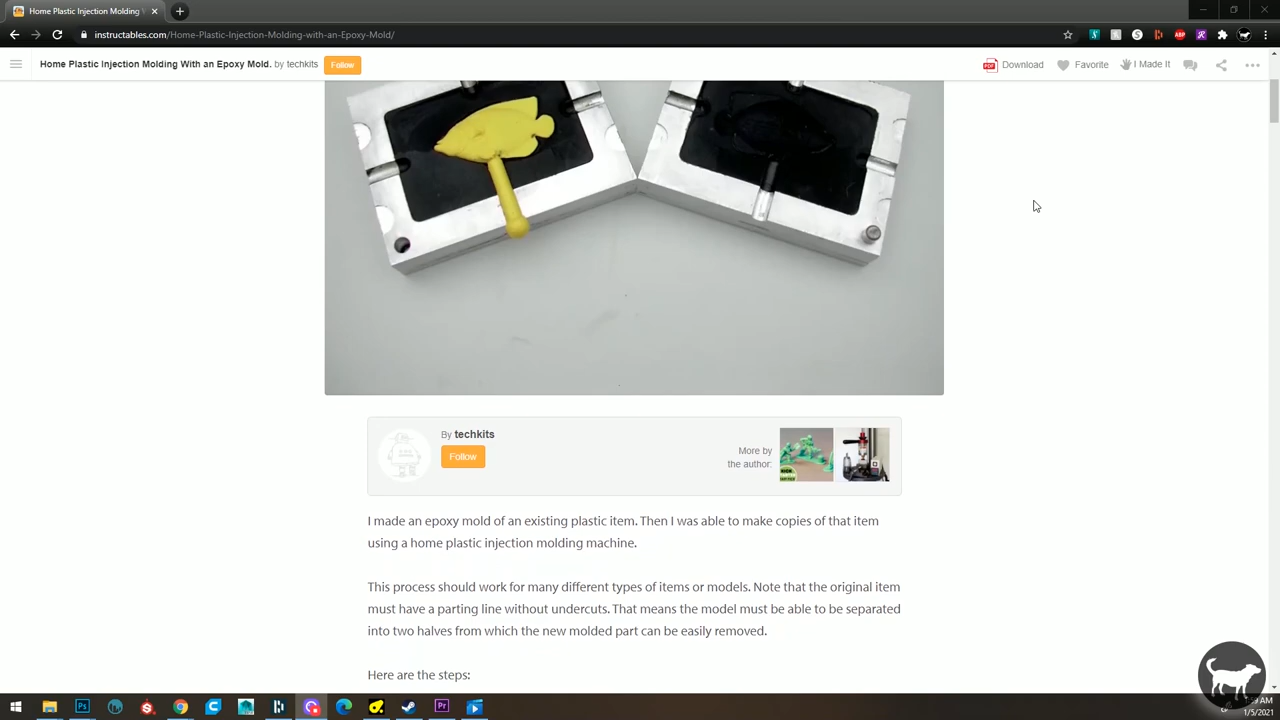 Home Plastic Injection Molding
instructables.com/Home-Plastic-Injection-Molding-with-an-Epoxy-Mold/
ABP
Home Plastic Injection Molding With an Epoxy Mold. by techkits Follow
PDF Download Favorite I Made It
By techkits
Follow
More by
the author:
I made an epoxy mold of an existing plastic item. Then I was able to make copies of that item
using a home plastic injection molding machine.
This process should work for many different types of items or models. Note that the original item
must have a parting line without undercuts. That means the model must be able to be separated
into two halves from which the new molded part can be easily removed.
Here are the steps:
Ps Pr
1/5/2021